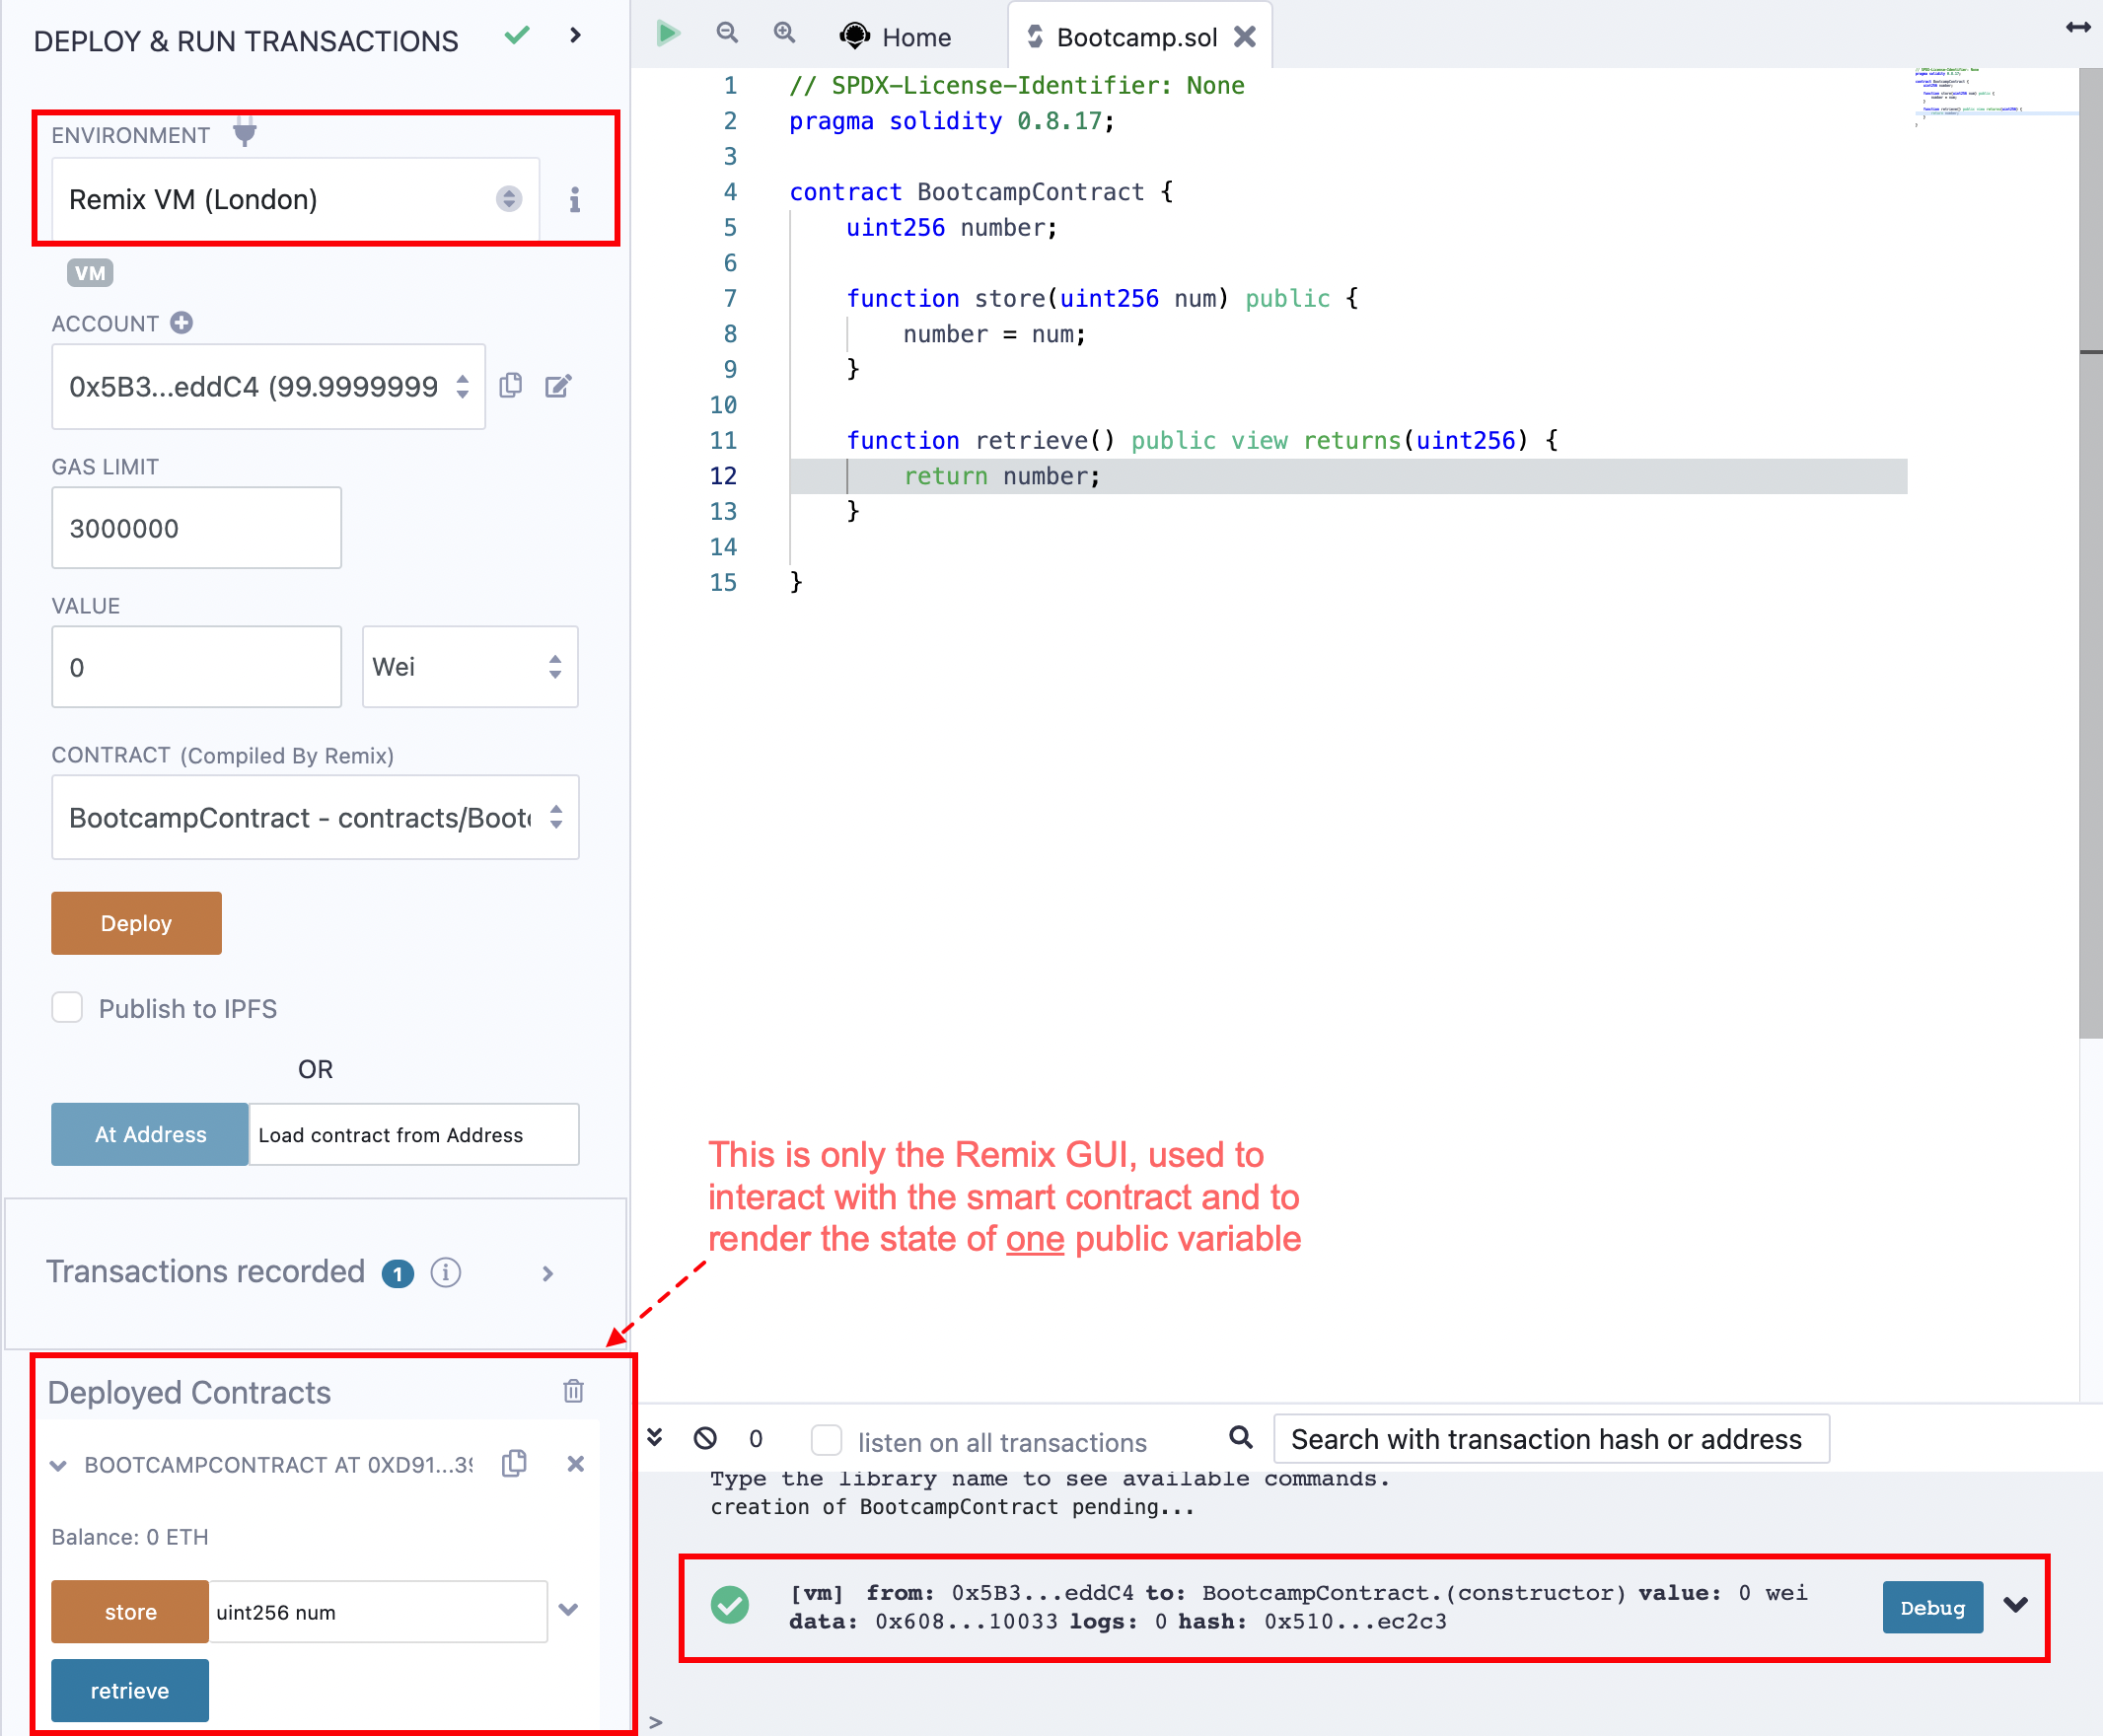 DEPLOY & RUN TRANSACTIONS
ENVIRONMENT
Remix VM (London)
VM
ACCOUNT
0x5B3...eddC4 (99.9999999
GAS LIMIT
3000000
VALUE
0
Wei
CONTRACT (Compiled By Remix)
BootcampContract - contracts/Boot
Deploy
Publish to IPFS
OR
At Address
Load contract from Address
Transactions recorded 1 i
Deployed Contracts
BOOTCAMPCONTRACT AT 0XD91...39
Balance: 0 ETH
store
uint256 num
retrieve
Home
Bootcamp.sol
1 // SPDX-License-Identifier: None
2 pragma solidity 0.8.17;
3
4 contract BootcampContract {
5 uint256 number;
6
7 function store(uint256 num) public {
8 number = num;
9 }
10
11 function retrieve() public view returns(uint256) {
12 return number;
13 }
14
15 }
This is only the Remix GUI, used to
interact with the smart contract and to
render the state of one public variable
0
listen on all transactions
Search with transaction hash or address
Type the library name to see available commands.
creation of BootcampContract pending...
[vm] from: 0x5B3...eddC4 to: BootcampContract.(constructor) value: 0 wei
data: 0x608...10033 logs: 0 hash: 0x510...ec2c3
Debug
>